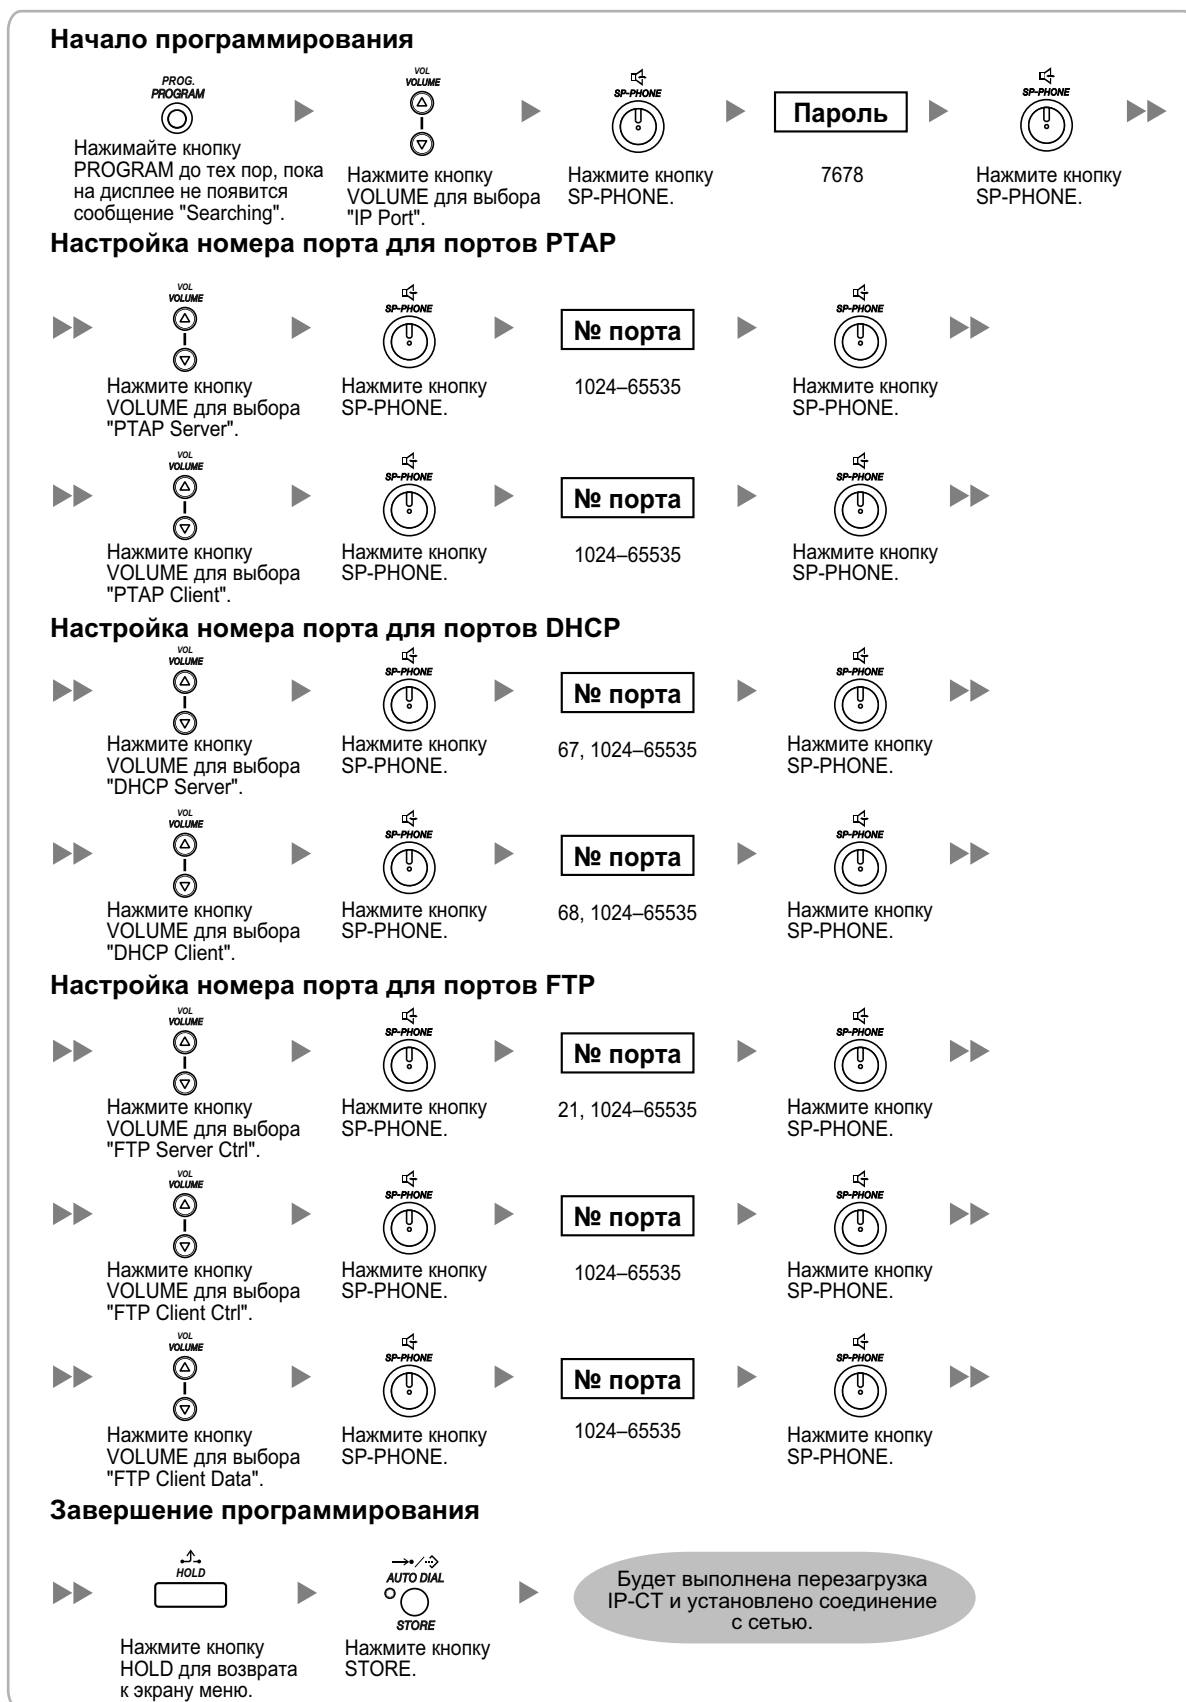 Начало программирования
PROG.
PROGRAM
Нажимайте кнопку
PROGRAM до тех пор, пока
на дисплее не появится
сообщение "Searching".
VOL
VOLUME
Нажмите кнопку
VOLUME для выбора
"IP Port".
SP-PHONE
Нажмите кнопку
SP-PHONE.
Пароль
7678
SP-PHONE
Нажмите кнопку
SP-PHONE.
Настройка номера порта для портов PTAP
VOL
VOLUME
Нажмите кнопку
VOLUME для выбора
"PTAP Server".
SP-PHONE
Нажмите кнопку
SP-PHONE.
№ порта
1024–65535
SP-PHONE
Нажмите кнопку
SP-PHONE.
VOL
VOLUME
Нажмите кнопку
VOLUME для выбора
"PTAP Client".
SP-PHONE
Нажмите кнопку
SP-PHONE.
№ порта
1024–65535
SP-PHONE
Нажмите кнопку
SP-PHONE.
Настройка номера порта для портов DHCP
VOL
VOLUME
Нажмите кнопку
VOLUME для выбора
"DHCP Server".
SP-PHONE
Нажмите кнопку
SP-PHONE.
№ порта
67, 1024–65535
SP-PHONE
Нажмите кнопку
SP-PHONE.
VOL
VOLUME
Нажмите кнопку
VOLUME для выбора
"DHCP Client".
SP-PHONE
Нажмите кнопку
SP-PHONE.
№ порта
68, 1024–65535
SP-PHONE
Нажмите кнопку
SP-PHONE.
Настройка номера порта для портов FTP
VOL
VOLUME
Нажмите кнопку
VOLUME для выбора
"FTP Server Ctrl".
SP-PHONE
Нажмите кнопку
SP-PHONE.
№ порта
21, 1024–65535
SP-PHONE
Нажмите кнопку
SP-PHONE.
VOL
VOLUME
Нажмите кнопку
VOLUME для выбора
"FTP Client Ctrl".
SP-PHONE
Нажмите кнопку
SP-PHONE.
№ порта
1024–65535
SP-PHONE
Нажмите кнопку
SP-PHONE.
VOL
VOLUME
Нажмите кнопку
VOLUME для выбора
"FTP Client Data".
SP-PHONE
Нажмите кнопку
SP-PHONE.
№ порта
1024–65535
SP-PHONE
Нажмите кнопку
SP-PHONE.
Завершение программирования
HOLD
Нажмите кнопку
HOLD для возврата
к экрану меню.
AUTO DIAL
STORE
Нажмите кнопку
STORE.
Будет выполнена перезагрузка
IP-CT и установлено соединение
с сетью.